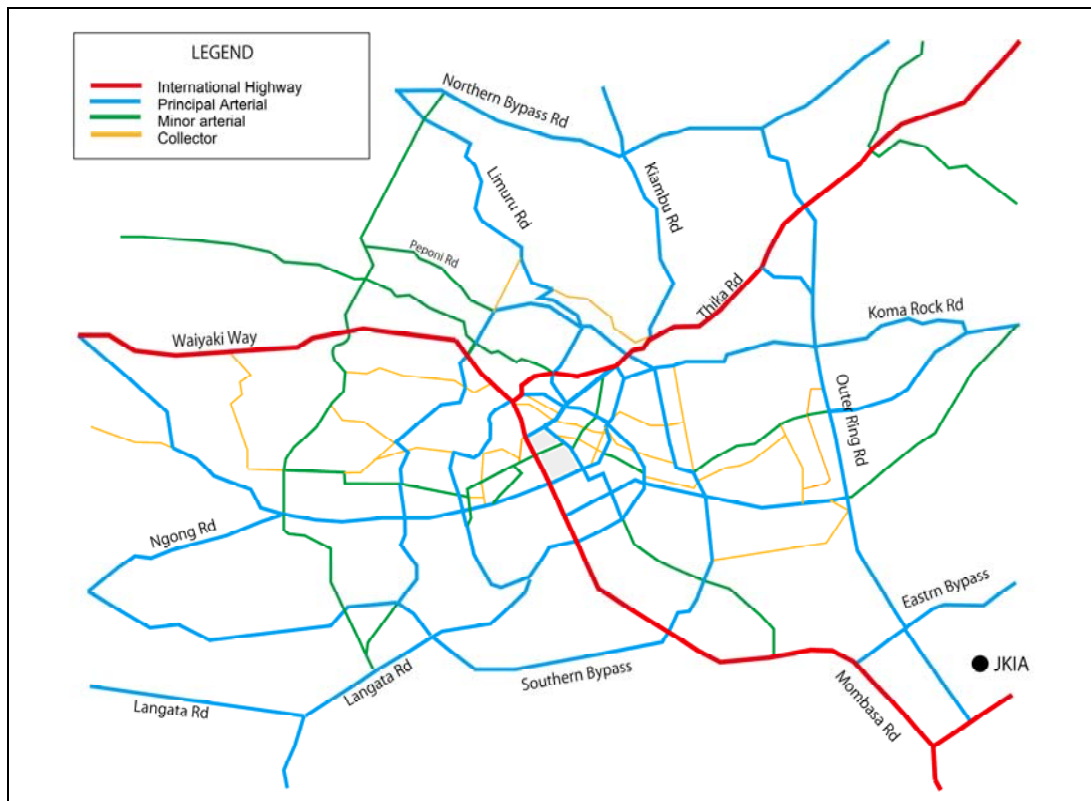 LEGEND
International Highway
Principal Arterial
Minor arterial
Collector
Northern Bypass Rd
Limuru Rd
Kiambu Rd
Peponi Rd
Thika Rd
Koma Rock Rd
Waiyaki Way
Outer Ring Rd
Ngong Rd
Eastrn Bypass
JKIA
Southern Bypass
Langata Rd
Langata Rd
Mombasa Rd